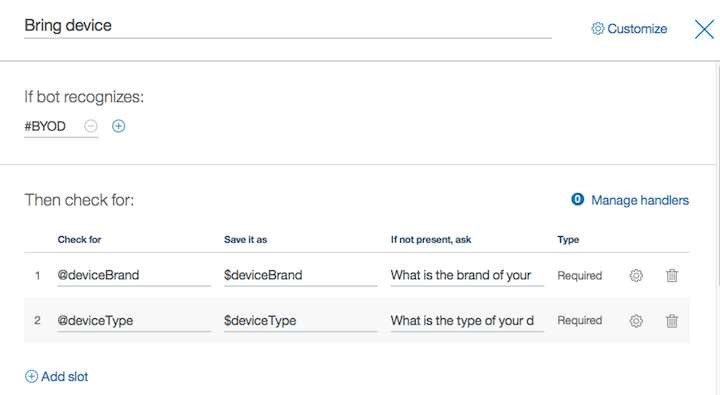 Bring device
Customize
If bot recognizes:
#BYOD
Then check for:
0 Manage handlers
Check for Save it as If not present, ask Type
1 @deviceBrand $deviceBrand What is the brand of your Required
2 @deviceType $deviceType What is the type of your d Required
Add slot